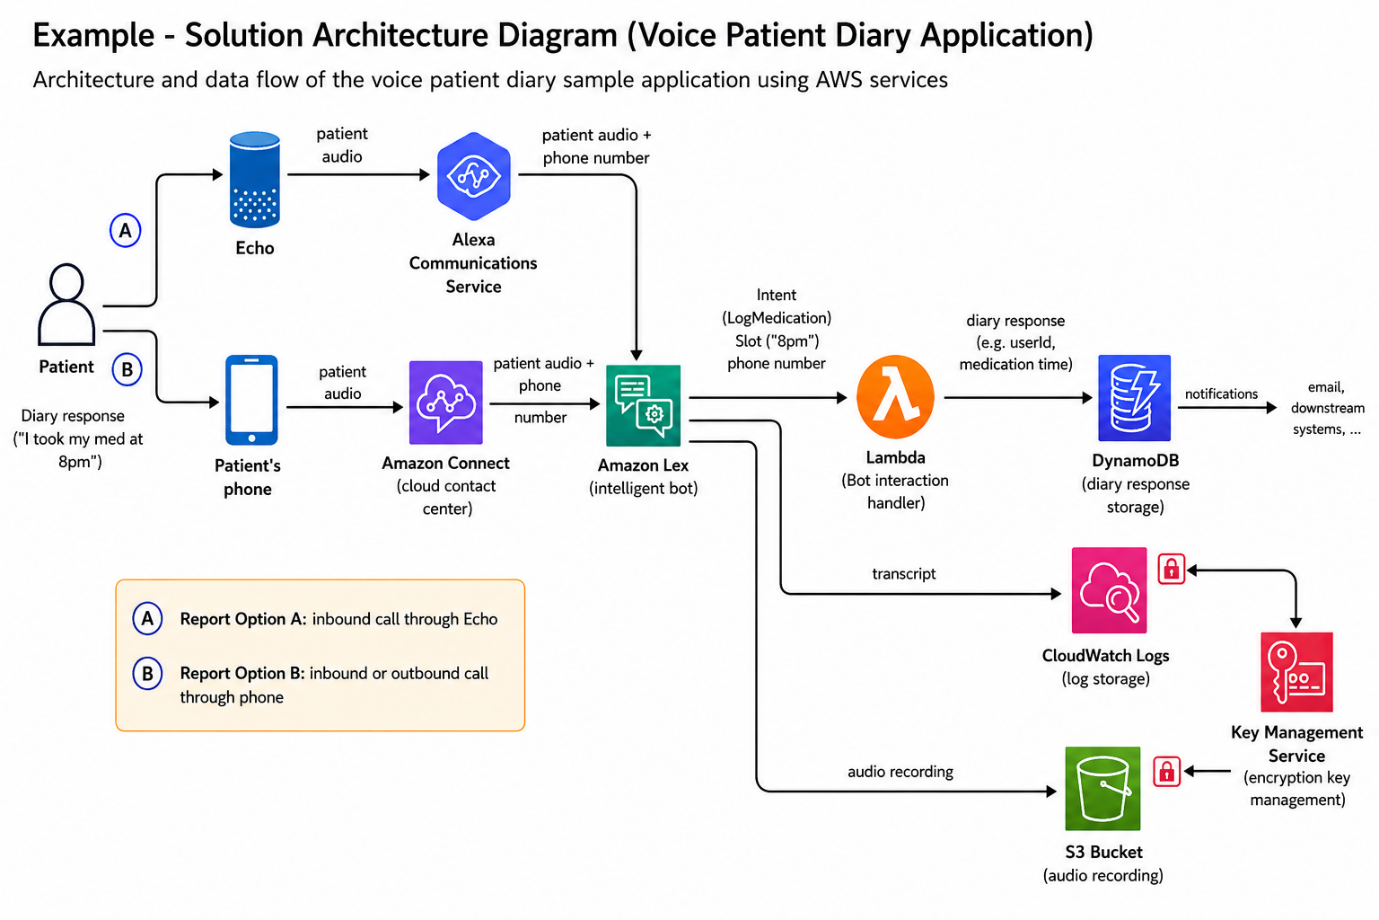 Example - Solution Architecture Diagram (Voice Patient Diary Application)
Architecture and data flow of the voice patient diary sample application using AWS services
patient
audio
patient audio +
phone number
A
Echo
Alexa
Communications
Service
Patient
B
Diary response
("I took my med at
8pm")
patient
audio
Patient's
phone
patient audio +
phone
number
Amazon Connect
(cloud contact
center)
Amazon Lex
(intelligent bot)
Intent
(LogMedication)
Slot ("8pm")
phone number
Lambda
(Bot interaction
handler)
diary response
(e.g. userId,
medication time)
DynamoDB
(diary response
storage)
notifications
email,
downstream
systems, ...
transcript
CloudWatch Logs
(log storage)
Key Management
Service
(encryption key
management)
audio recording
S3 Bucket
(audio recording)
A
Report Option A: inbound call through Echo
B
Report Option B: inbound or outbound call
through phone